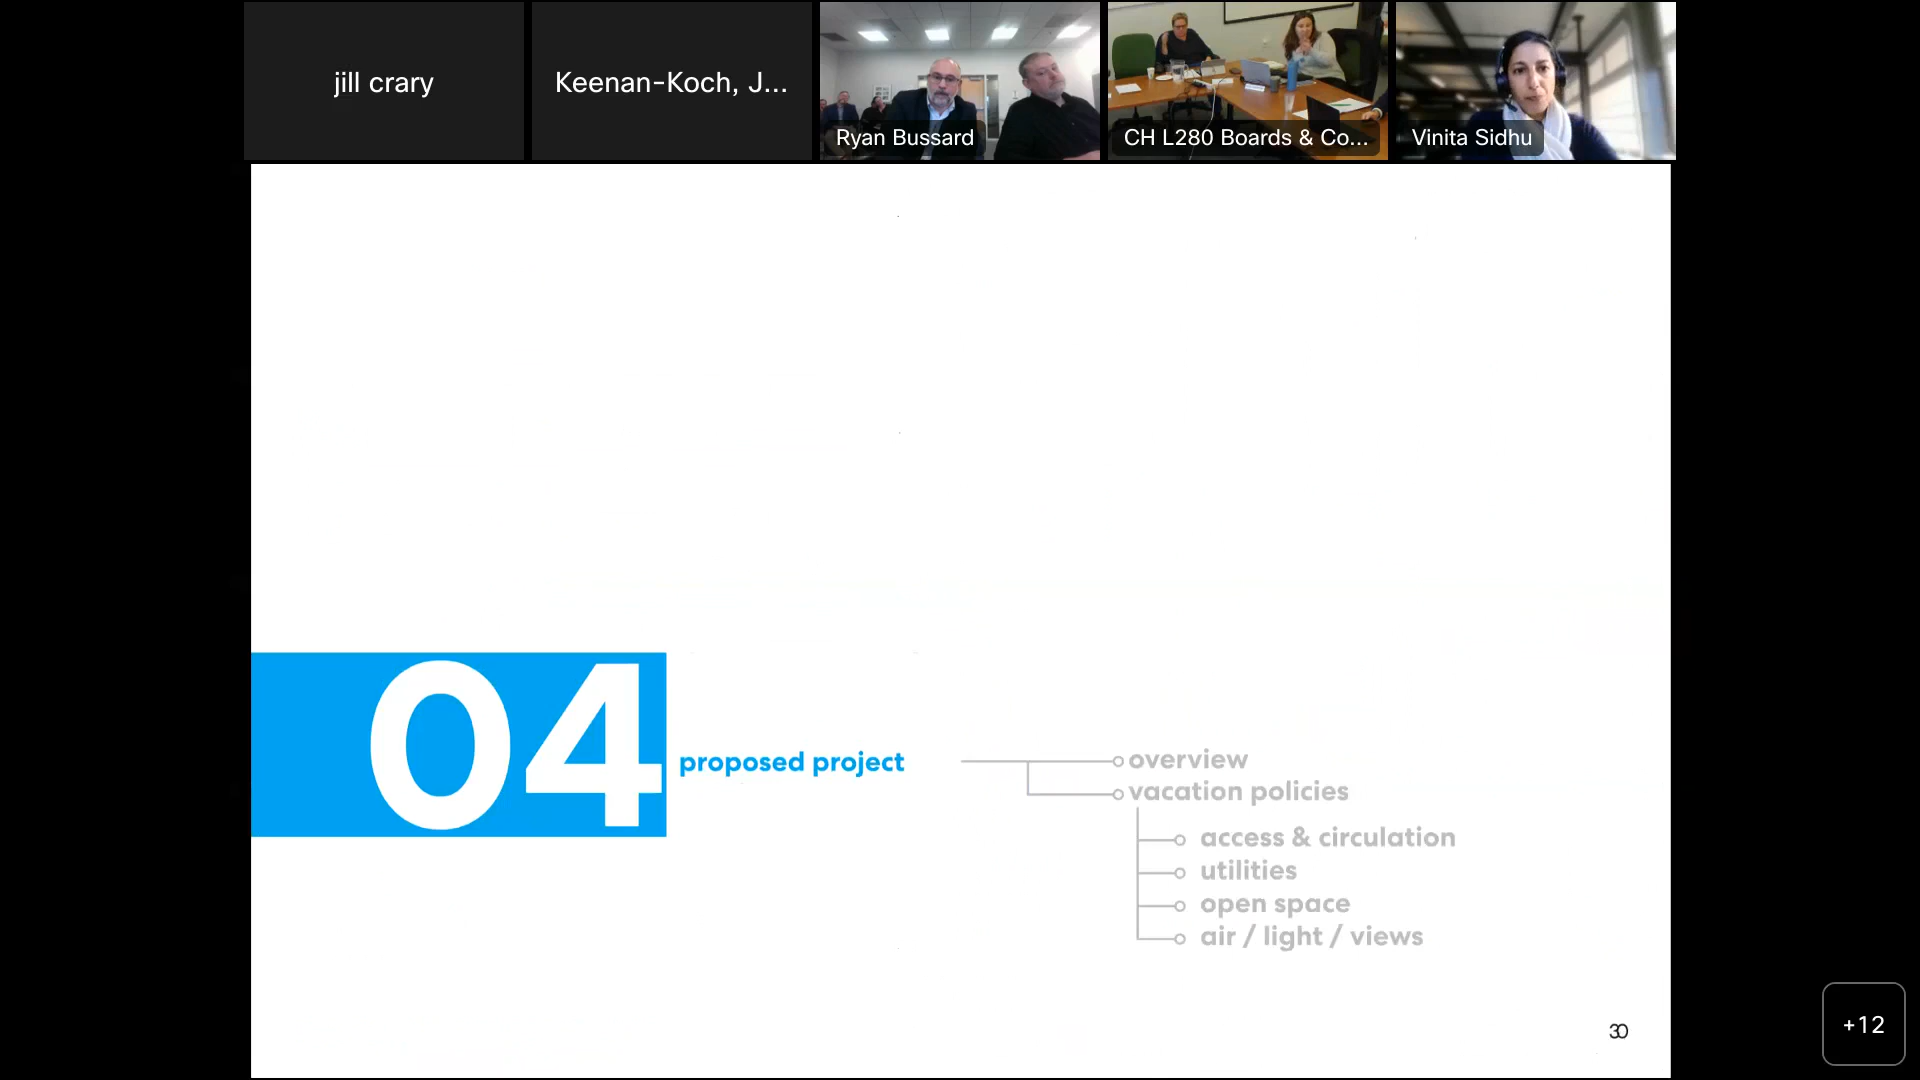 jill crary
Keenan-Koch, J...
Ryan Bussard
CH L280 Boards & Co...
Vinita Sidhu
04
proposed project
overview
vacation policies
access & circulation
utilities
open space
air / light / views
30
+12